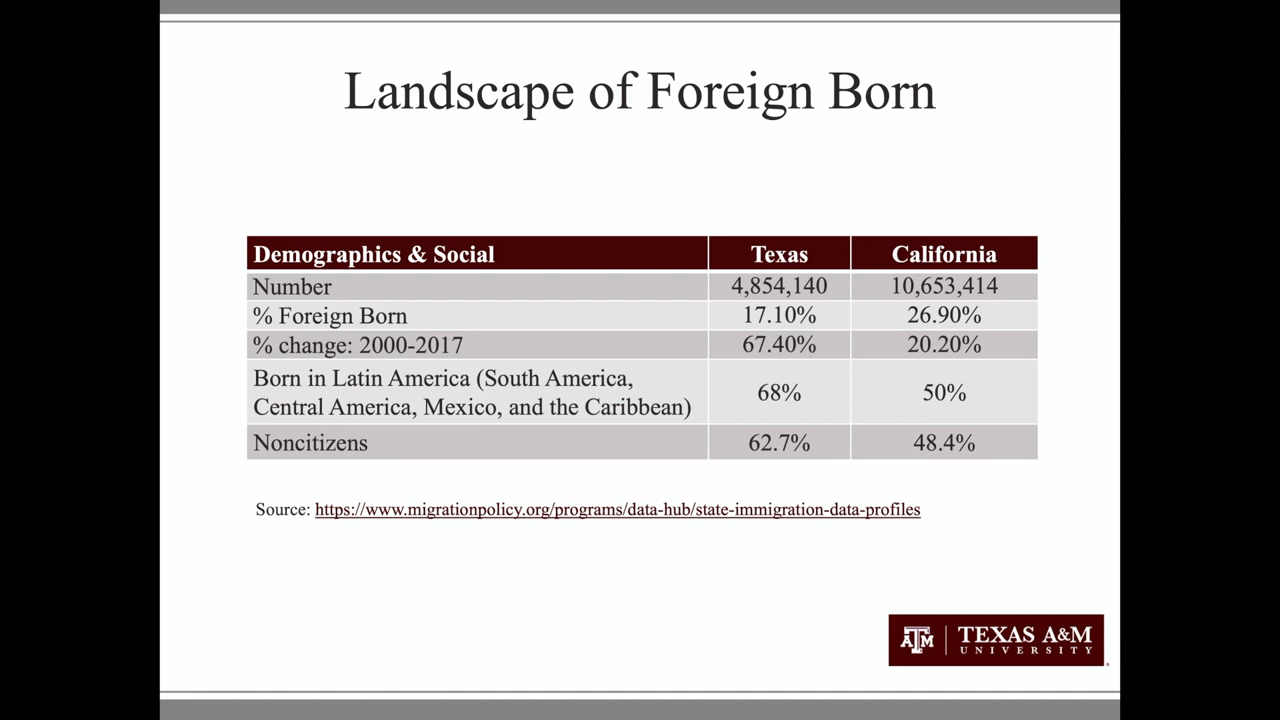 Landscape of Foreign Born
Demographics & Social Texas California
Number 4,854,140 10,653,414
% Foreign Born 17.10% 26.90%
% change: 2000-2017 67.40% 20.20%
Born in Latin America (South America,
Central America, Mexico, and the Caribbean) 68% 50%
Noncitizens 62.7% 48.4%
Source: https://www.migrationpolicy.org/programs/data-hub/state-immigration-data-profiles
ATM TEXAS A&M
UNIVERSITY